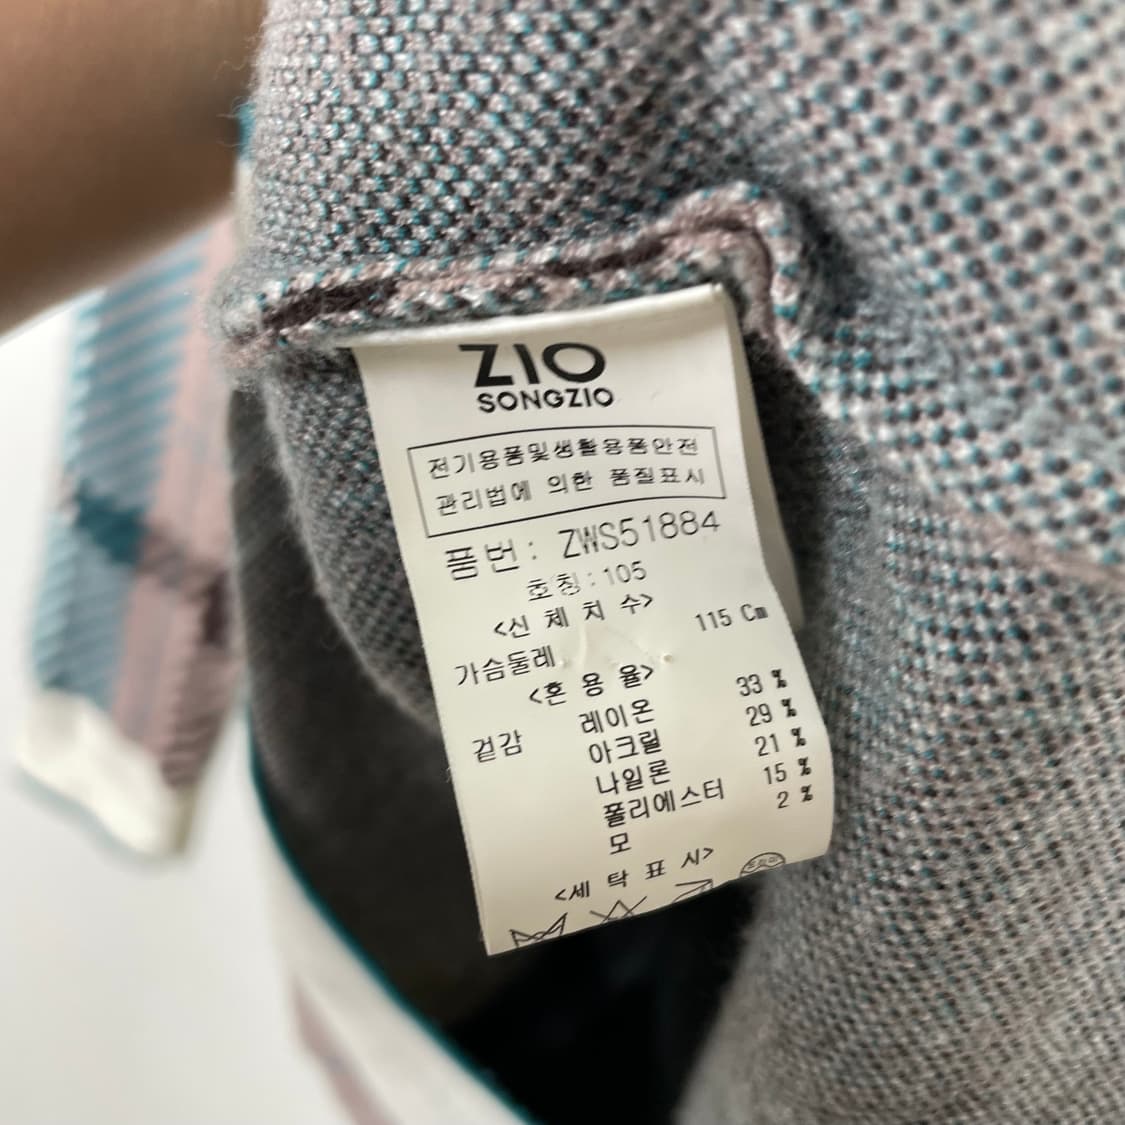 ZIO
SONGZIO
전기용품및생활용품안전
관리법에 의한 품질표시
품번: ZWS51884
호칭:105
<신 체 치 수>
가슴둘레 115 Cm
<혼 용 율>
겉감 레이온 33 %
아크릴 29 %
나일론 21 %
폴리에스터 15 %
모 2 %
<세 탁 표 시>
드라이